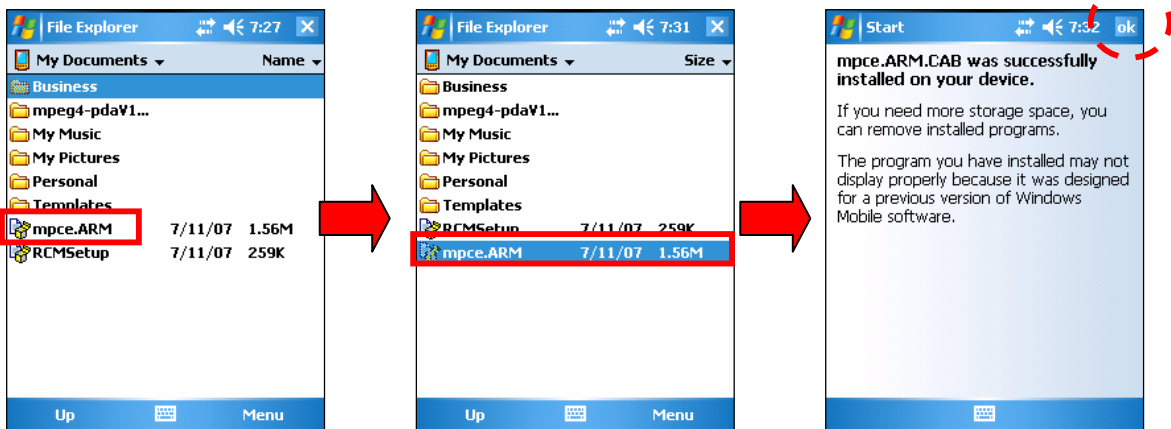 File Explorer 7:27
My Documents Name
Business
mpeg4-pdaV1...
My Music
My Pictures
Personal
Templates
mpce.ARM 7/11/07 1.56M
RCMSetup 7/11/07 259K
Up Menu
File Explorer 7:31
My Documents Size
Business
mpeg4-pdaV1...
My Music
My Pictures
Personal
Templates
RCMSetup 7/11/07 259K
mpce.ARM 7/11/07 1.56M
Up Menu
Start 7:32 ok
mpce.ARM.CAB was successfully
installed on your device.
If you need more storage space, you
can remove installed programs.
The program you have installed may not
display properly because it was designed
for a previous version of Windows
Mobile software.